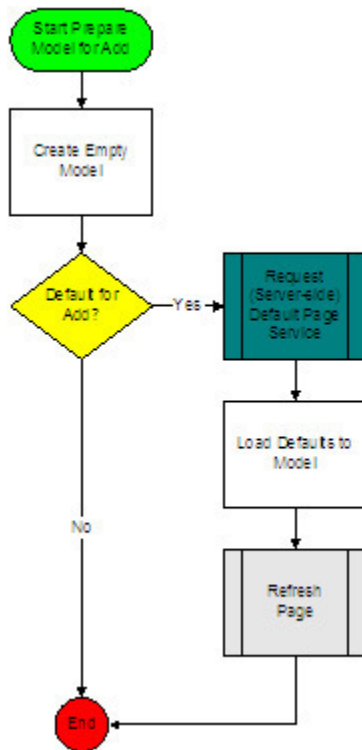 Start Prepare
Model for Add
Create Empty
Model
Default for
Add?
Yes
Request
(Server-side)
Default Page
Service
Load Defaults to
Model
No
Refresh
Page
End